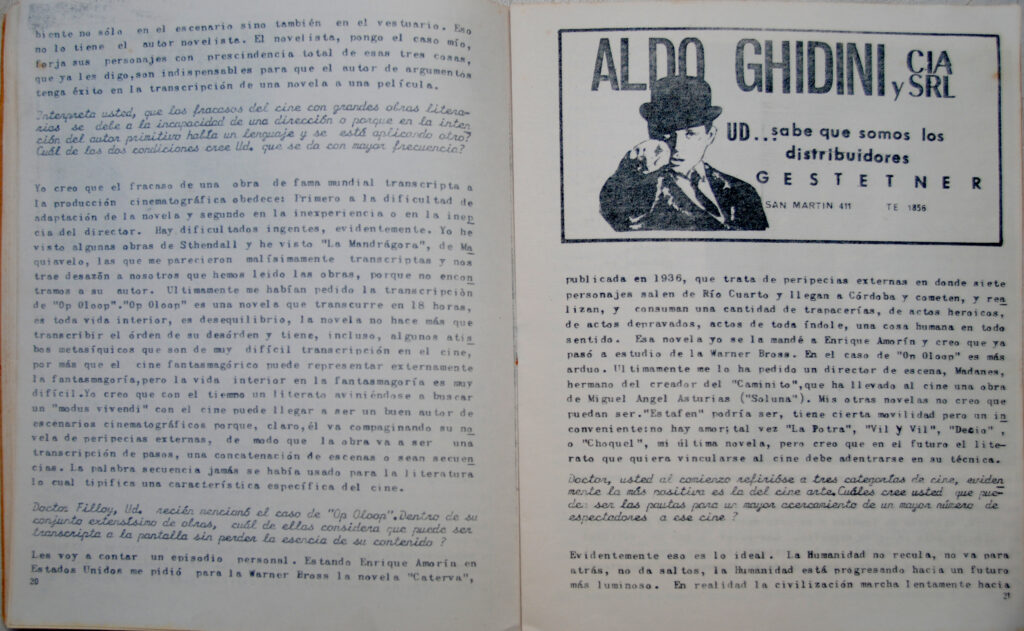 biente no sólo en el escenario sino también en el vestuario. Eso
no lo tiene el autor novelista. El novelista, pongo el caso mío,
forja sus personajes con prescindencia total de esas tres cosas,
que ya les digo,son indispensables para que el autor de argumentos
tenga éxito en la transcripción de una novela a una película.
Interpreta usted, que los fracasos del cine con grandes obras litera-
rias se debe a la incapacidad de una dirección o porque en la inten
ción del autor primitivo halla un lenguaje y se está aplicando otro?
Cuál de las dos condiciones cree Ud. que se da con mayor frecuencia?
Yo creo que el fracaso de una obra de fama mundial transcripta a
la producción cinematográfica obedece: Primero a la dificultad de
adaptación de la novela y segundo en la inexperiencia o en la inep
cia del director. Hay dificultados ingentes, evidentemente. Yo he
visto algunas obras de Sthendall y he visto "La Mandrágora", de Ma
quiavelo, las que me parecieron malísimamente transcriptas y nos
trae desazón a nosotros que hemos leido las obras, porque no encon
tramos a su autor. Ultimamente me habían pedido la transcripción
de "Op Oloop"."Op Oloop" es una novela que transcurre en 18 horas,
es toda vida interior, es desequilibrio, la novela no hace más que
transcribir el órden de su desórden y tiene, incluso, algunos atis
bos metasíquicos que son de muy difícil transcripción en el cine,
por más que el cine fantasmagórico puede representar externamente
la fantasmagoría,pero la vida interior en la fantasmagoría es muy
difícil.Yo creo que con el tiemno un literato aviniéndose a buscar
un "modus vivendi" con el cine puede llegar a ser un buen autor de
escenarios cinematográficos porque, claro,él va compaginando su no
vela de peripecias externas, de modo que la obra va a ser una
transcripción de pasos, una concatenación de escenas o sean secuen
cias. La palabra secuencia jamás se había usado para la literatura
lo cual tipifica una característica específica del cine.
Doctor Filloy, Ud. recién mencionó el caso de "Op Oloop".Dentro de su
conjunto extensísimo de obras, cuál de ellas considera que puede ser
transcripta a la pantalla sin perder la esencia de su contenido ?
Les voy a contar un episodio personal. Estando Enrique Amorín en
Estados Unidos me pidió para la Warner Bross la novela "Caterva",
20
ALDO GHIDINI y CIA
SRL
UD... sabe que somos los
distribuidores
GESTETNER
SAN MARTIN 411 TE 1856
publicada en 1936, que trata de peripecias externas en donde siete
personajes salen de Río Cuarto y llegan a Córdoba y cometen, y rea
lizan, y consuman una cantidad de trapacerías, de actos heroicos,
de actos depravados, actos de toda índole, una cosa humana en todo
sentido. Esa novela yo se la mandé a Enrique Amorín y creo que ya
pasó a estudio de la Warner Bross. En el caso de "On Oloop" es más
arduo. Ultimamente me lo ha pedido un director de escena, Madanes,
hermano del creador del "Caminito",que ha llevado al cine una obra
de Miguel Angel Asturias ("Soluna"). Mis otras novelas no creo que
puedan ser."Estafen" podría ser, tiene cierta movilidad pero un in
conveniente:no hay amor;tal vez "La Potra", "Vil y Vil", "Decio" ,
o "Choquel", mi última novela, pero creo que en el futuro el lite-
rato que quiera vincularse al cine debe adentrarse en su técnica.
Doctor, usted al comienzo refirióse a tres categorías de cine, eviden
mente la más positiva es la del cine arte.Cuáles cree usted que pue-
den ser las pautas para un mayor acercamiento de un mayor número de
espectadores a ese cine ?
Evidentemente eso es lo ideal. La Humanidad no recula, no va para
atrás, no da saltos, la Humanidad está progresando hacia un futuro
más luminoso. En realidad la civilización marcha lentamente hacia
21